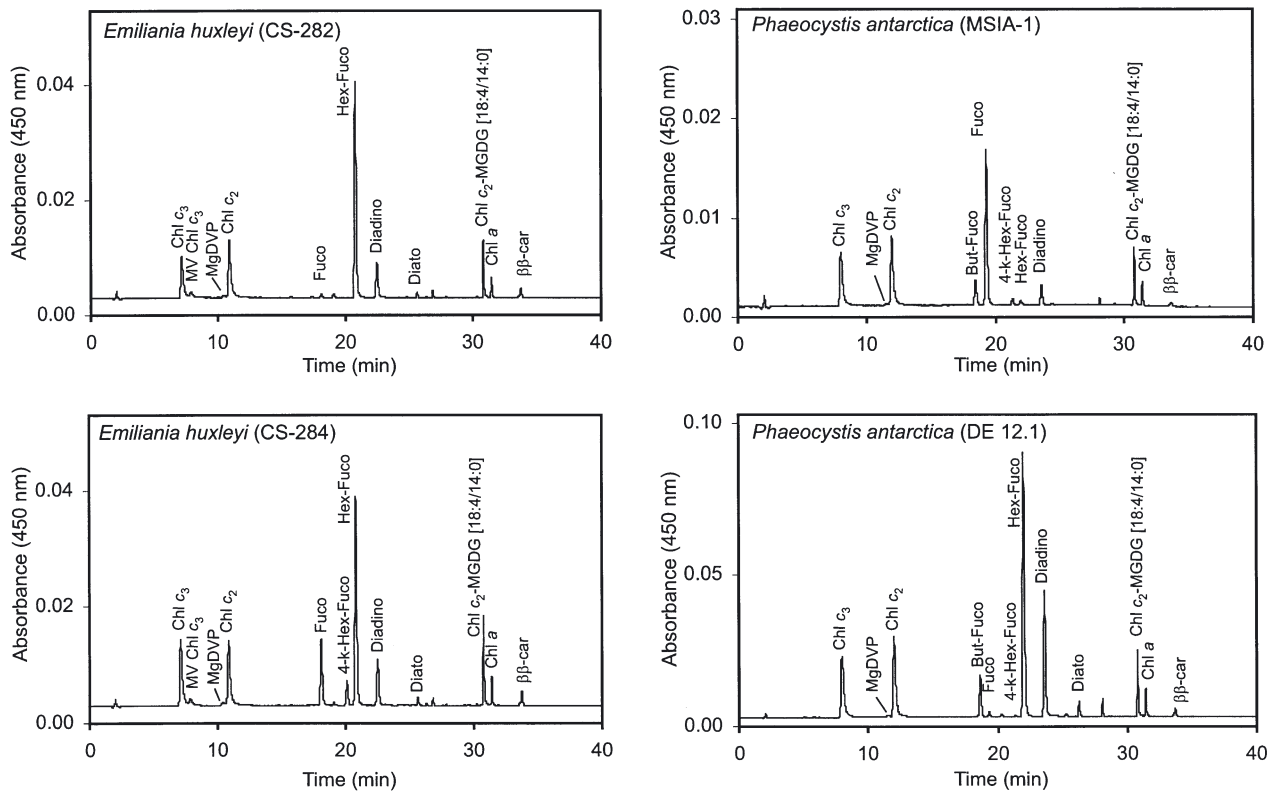 Emiliania huxleyi (CS-282)
Absorbance (450 nm)
0.04
0.02
0.00
Chl c3
MV Chl c3
MgDVP
Chl c2
Fuco
Hex-Fuco
Diadino
Diato
Chl c2-MGDG [18:4/14:0]
Chl a
ββ-car
0 10 20 30 40
Time (min)
Phaeocystis antarctica (MSIA-1)
Absorbance (450 nm)
0.03
0.02
0.01
0.00
Chl c3
MgDVP
Chl c2
But-Fuco
Fuco
4-k-Hex-Fuco
Hex-Fuco
Diadino
Chl c2-MGDG [18:4/14:0]
Chl a
ββ-car
0 10 20 30 40
Time (min)
Emiliania huxleyi (CS-284)
Absorbance (450 nm)
0.04
0.02
0.00
Chl c3
MV Chl c3
MgDVP
Chl c2
Fuco
4-k-Hex-Fuco
Hex-Fuco
Diadino
Diato
Chl c2-MGDG [18:4/14:0]
Chl a
ββ-car
0 10 20 30 40
Time (min)
Phaeocystis antarctica (DE 12.1)
Absorbance (450 nm)
0.10
0.05
0.00
Chl c3
MgDVP
Chl c2
But-Fuco
Fuco
4-k-Hex-Fuco
Hex-Fuco
Diadino
Diato
Chl c2-MGDG [18:4/14:0]
Chl a
ββ-car
0 10 20 30 40
Time (min)